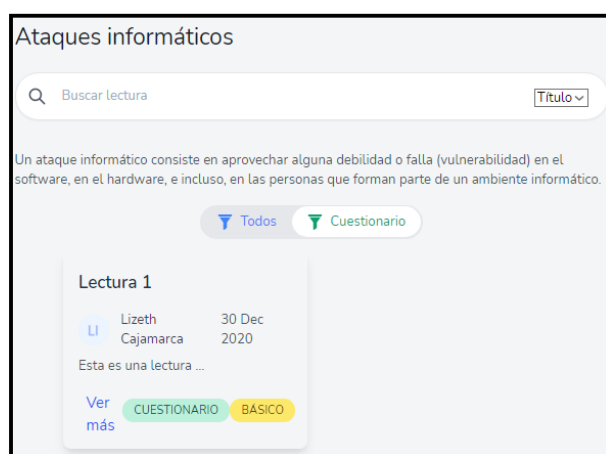 Ataques informáticos
Buscar lectura
Título
Un ataque informático consiste en aprovechar alguna debilidad o falla (vulnerabilidad) en el
software, en el hardware, e incluso, en las personas que forman parte de un ambiente informático.
Todos Cuestionario
Lectura 1
LI
Lizeth
Cajamarca
30 Dec
2020
Esta es una lectura ...
Ver
más
CUESTIONARIO BÁSICO